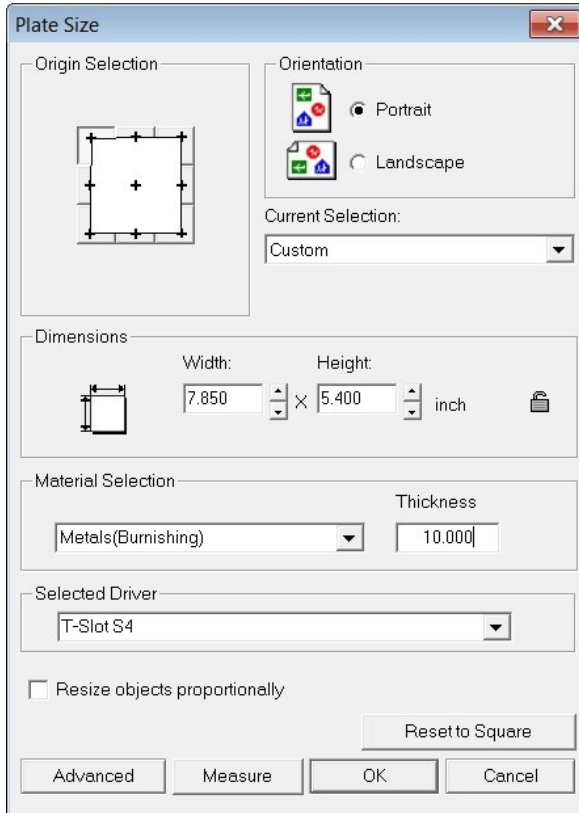 Plate Size
Origin Selection
Orientation
Portrait
Landscape
Current Selection:
Custom
Dimensions
Width: Height:
7.850 X 5.400 inch
Material Selection
Thickness
Metals(Burnishing) 10.000
Selected Driver
T-Slot S4
Resize objects proportionally
Reset to Square
Advanced Measure OK Cancel